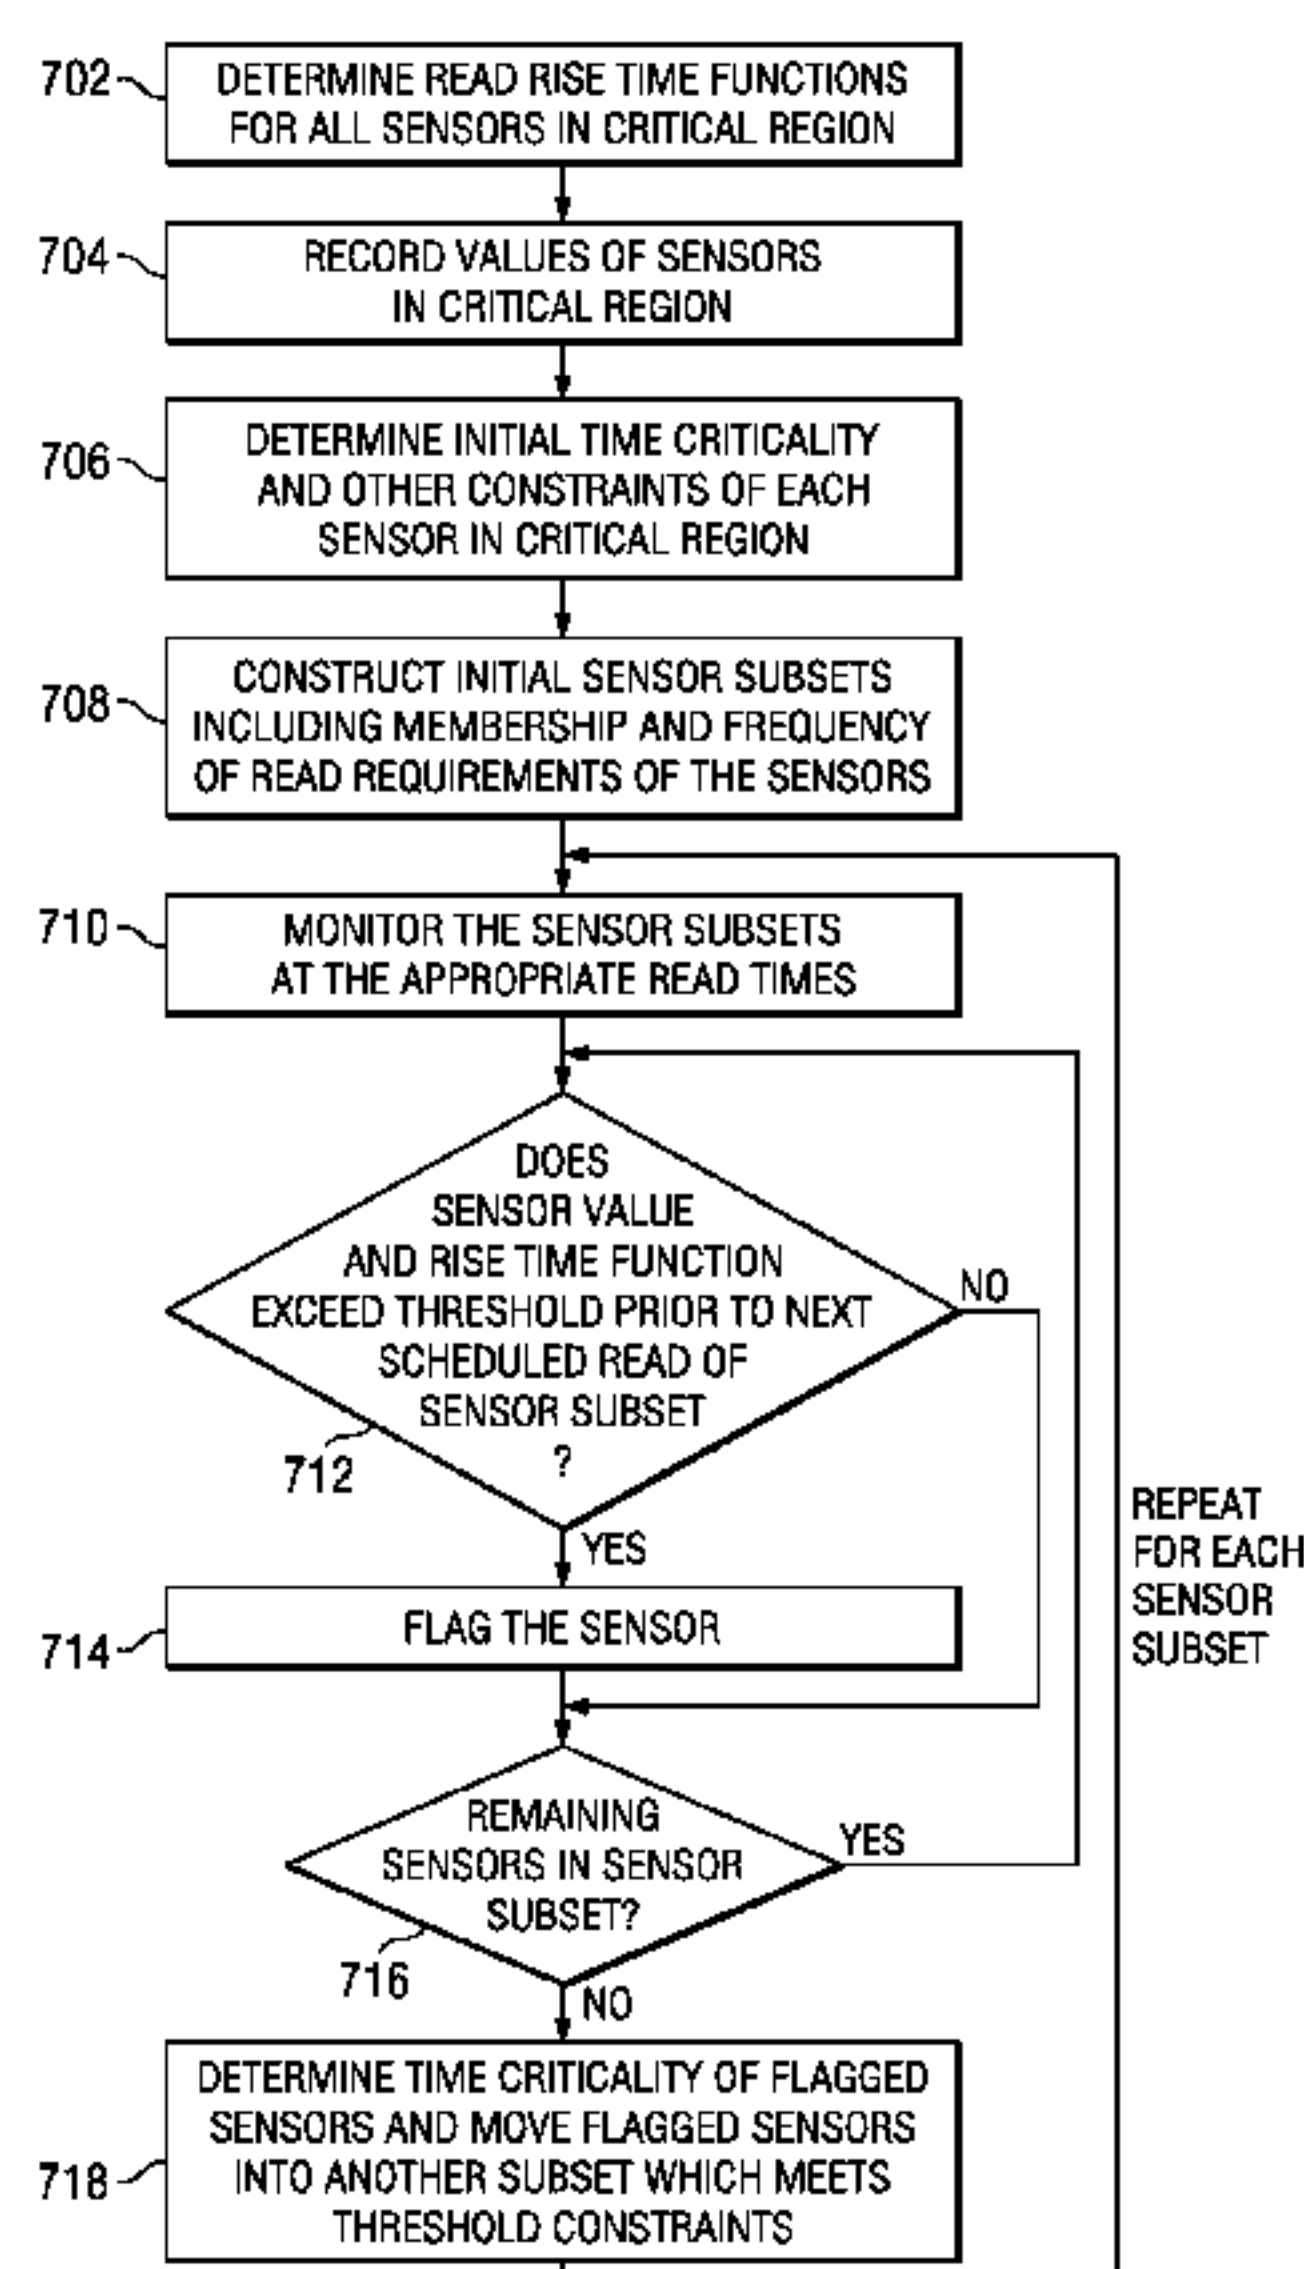 702
DETERMINE READ RISE TIME FUNCTIONS
FOR ALL SENSORS IN CRITICAL REGION
704
RECORD VALUES OF SENSORS
IN CRITICAL REGION
706
DETERMINE INITIAL TIME CRITICALITY
AND OTHER CONSTRAINTS OF EACH
SENSOR IN CRITICAL REGION
708
CONSTRUCT INITIAL SENSOR SUBSETS
INCLUDING MEMBERSHIP AND FREQUENCY
OF READ REQUIREMENTS OF THE SENSORS
710
MONITOR THE SENSOR SUBSETS
AT THE APPROPRIATE READ TIMES
DOES
SENSOR VALUE
AND RISE TIME FUNCTION
EXCEED THRESHOLD PRIOR TO NEXT
SCHEDULED READ OF
SENSOR SUBSET
?
NO
712
YES
REPEAT
FOR EACH
SENSOR
SUBSET
714
FLAG THE SENSOR
REMAINING
SENSORS IN SENSOR
SUBSET?
YES
716
NO
718
DETERMINE TIME CRITICALITY OF FLAGGED
SENSORS AND MOVE FLAGGED SENSORS
INTO ANOTHER SUBSET WHICH MEETS
THRESHOLD CONSTRAINTS